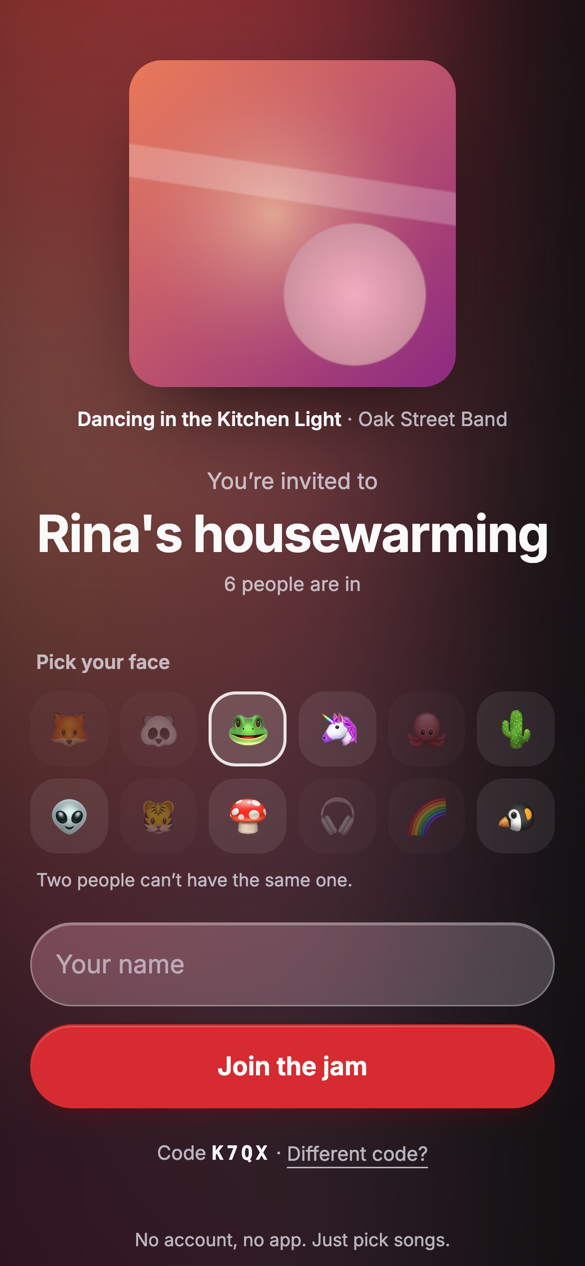 Dancing in the Kitchen Light · Oak Street Band
You’re invited to
Rina's housewarming
6 people are in
Pick your face
Two people can’t have the same one.
Your name
Join the jam
Code K7QX · Different code?
No account, no app. Just pick songs.